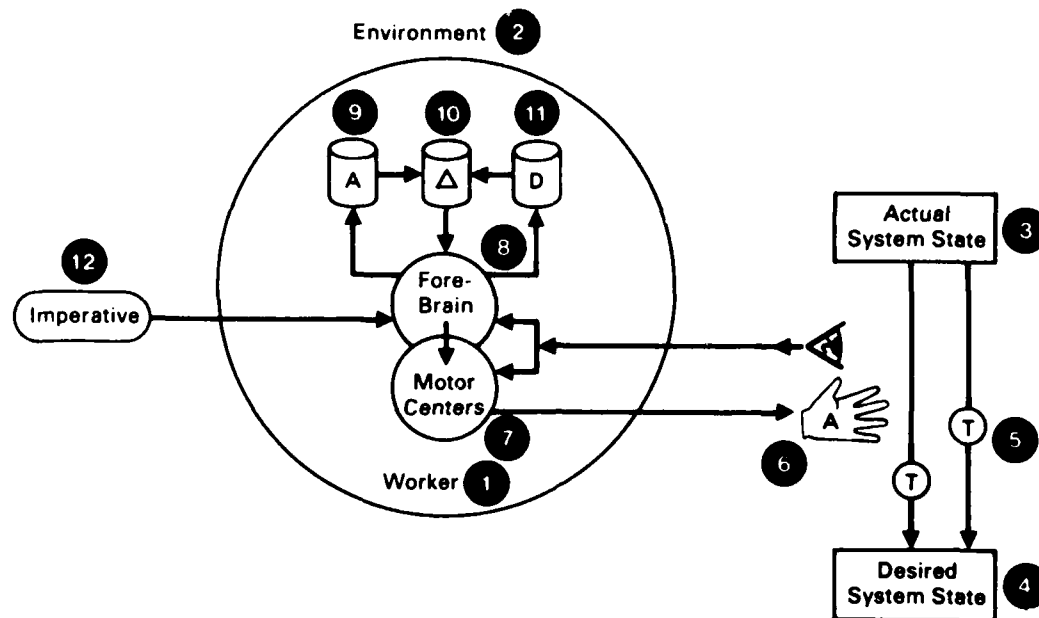 Environment 2
9 10 11
A Δ D
Actual
System State 3
8
12
Fore-
Brain
Imperative
Motor
Centers
A
T 5
7
6
T
Worker 1
Desired
System State 4